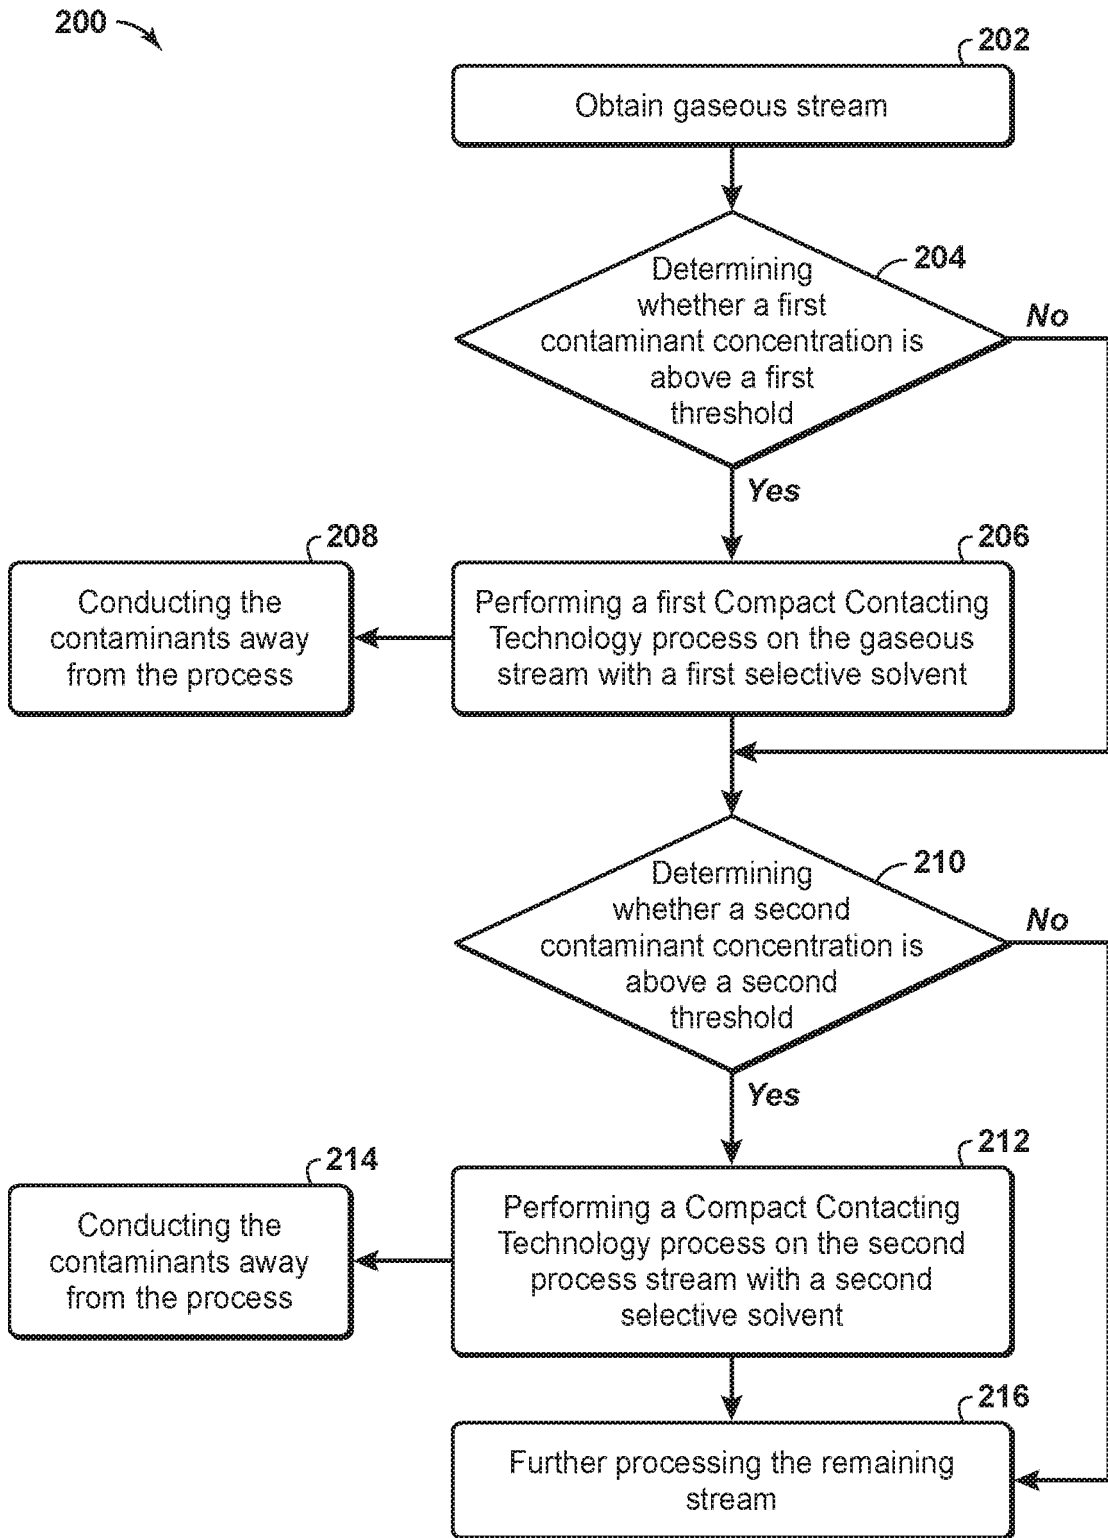 200
202
Obtain gaseous stream
204
Determining
whether a first
contaminant concentration is
above a first
threshold
No
Yes
208
Conducting the
contaminants away
from the process
206
Performing a first Compact Contacting
Technology process on the gaseous
stream with a first selective solvent
210
Determining
whether a second
contaminant concentration is
above a second
threshold
No
Yes
214
Conducting the
contaminants away
from the process
212
Performing a Compact Contacting
Technology process on the second
process stream with a second
selective solvent
216
Further processing the remaining
stream